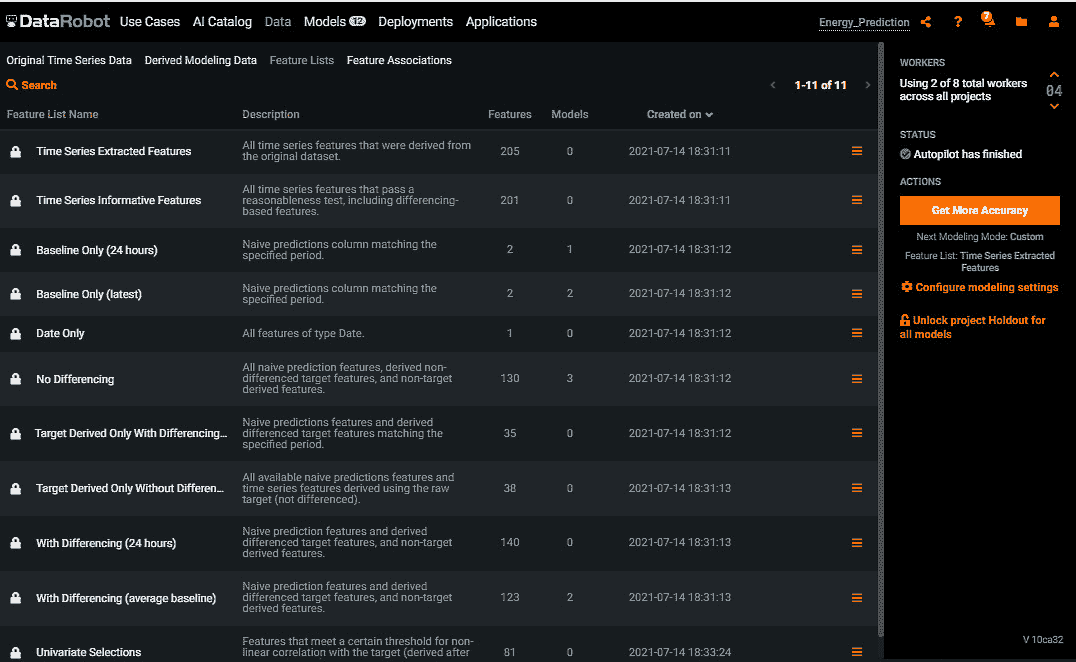 DataRobot Use Cases AI Catalog Data Models 12 Deployments Applications Energy_Prediction ? 7
Original Time Series Data Derived Modeling Data Feature Lists Feature Associations
Search
1-11 of 11
Feature List Name Description Features Models Created on
Time Series Extracted Features
All time series features that were derived from
the original dataset.
205 0 2021-07-14 18:31:11
Time Series Informative Features
All time series features that pass a
reasonableness test, including differencing-
based features.
201 0 2021-07-14 18:31:11
Baseline Only (24 hours)
Naive predictions column matching the
specified period.
2 1 2021-07-14 18:31:12
Baseline Only (latest)
Naive predictions column matching the
specified period.
2 2 2021-07-14 18:31:12
Date Only
All features of type Date.
1 0 2021-07-14 18:31:12
No Differencing
All naive prediction features, derived non-
differenced target features, and non-target
derived features.
130 3 2021-07-14 18:31:12
Target Derived Only With Differencing...
Naive predictions features and derived
differenced target features matching the
specified period.
35 0 2021-07-14 18:31:12
Target Derived Only Without Differen...
All available naive predictions features and
time series features derived using the raw
target (not differenced).
38 0 2021-07-14 18:31:13
With Differencing (24 hours)
Naive prediction features and derived
differenced target features, and non-target
derived features.
140 0 2021-07-14 18:31:13
With Differencing (average baseline)
Naive prediction features and derived
differenced target features, and non-target
derived features.
123 2 2021-07-14 18:31:13
Univariate Selections
Features that meet a certain threshold for non-
linear correlation with the target (derived after
81 0 2021-07-14 18:33:24
WORKERS
Using 2 of 8 total workers
across all projects
04
STATUS
Autopilot has finished
ACTIONS
Get More Accuracy
Next Modeling Mode: Custom
Feature List: Time Series Extracted
Features
Configure modeling settings
Unlock project Holdout for
all models
V 10ca32